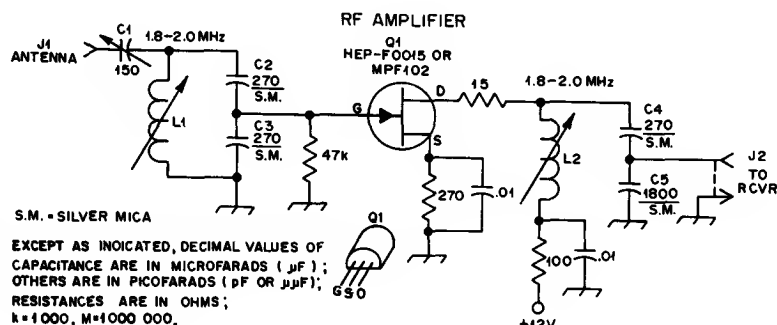 RF AMPLIFIER
Q1
HEP-F0015 OR
MPF102
J1
ANTENNA
C1
150
1.8-2.0 MHz
L1
C2
270
S.M.
C3
270
S.M.
47k
G
D
S
15
270
.01
1.8-2.0 MHz
L2
100
.01
+12V
C4
270
S.M.
C5
1800
S.M.
J2
TO
RCVR
Q1
G S D
S.M. = SILVER MICA
EXCEPT AS INDICATED, DECIMAL VALUES OF
CAPACITANCE ARE IN MICROFARADS ( µF ) ;
OTHERS ARE IN PICOFARADS ( pF OR µµF);
RESISTANCES ARE IN OHMS ;
k=1000, M=1000 000.